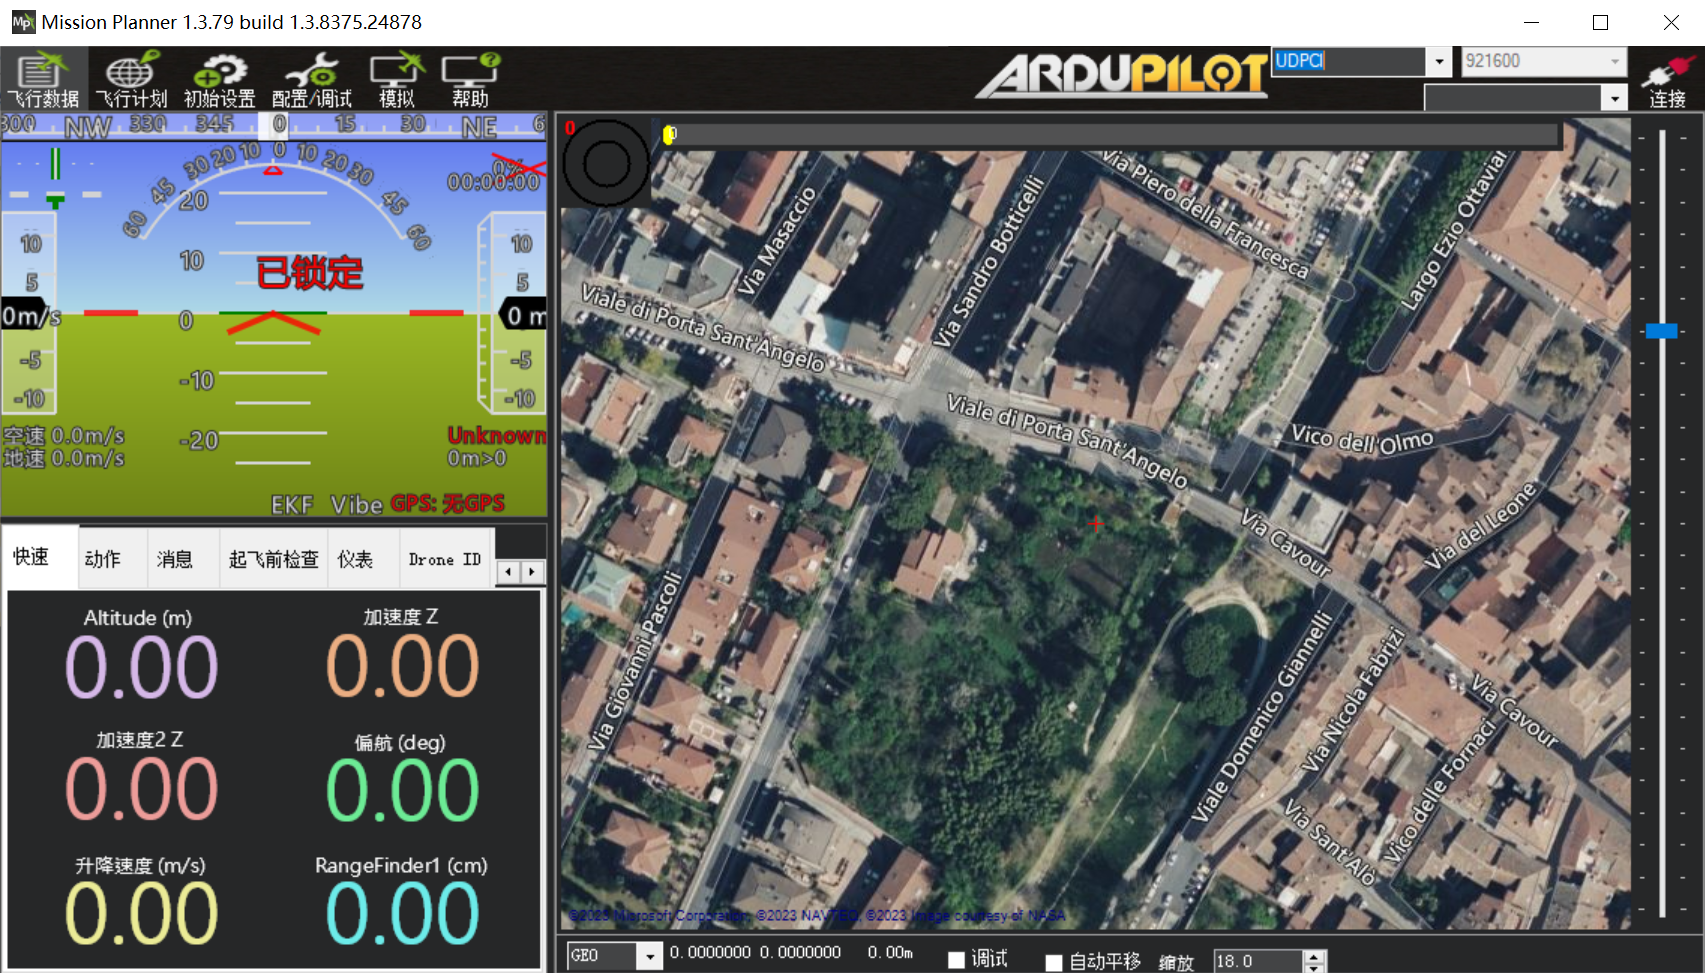 Mission Planner 1.3.79 build 1.3.8375.24878
飞行数据 飞行计划 初始设置 配置/调试 模拟 帮助
ARDUPILOT
UDPCl
921600
连接
300 NW 330 345 0 15 30 NE 6
60 45 30 20 10 0 10 20 30 45 60
0%
00:00:00
20
10
0
-10
-20
已锁定
10
5
0m/s
-5
-10
10
5
0 m
-5
-10
空速 0.0m/s
地速 0.0m/s
Unknown
0m>0
EKF Vibe GPS: 无GPS
快速 动作 消息 起飞前检查 仪表 Drone ID
Altitude (m)
0.00
加速度 Z
0.00
加速度2 Z
0.00
偏航 (deg)
0.00
升降速度 (m/s)
0.00
RangeFinder1 (cm)
0.00
0
0
Via Piero della Francesca
Largo Ezio Ottavian
Via Masaccio
Via Sandro Botticelli
Viale di Porta Sant'Angelo
Viale di Porta Sant'Angelo
Vico dell'Olmo
Via Cavour
Via del Leone
Via Giovanni Pascoli
Viale Domenico Giannelli
Via Nicola Fabrizi
Via Cavour
Vico delle Fornaci
Via Sant'Alò
©2023 Microsoft Corporation, ©2023 NAVTEQ, ©2023 Image courtesy of NASA
GEO 0.0000000 0.0000000 0.00m 调试 自动平移 缩放 18.0